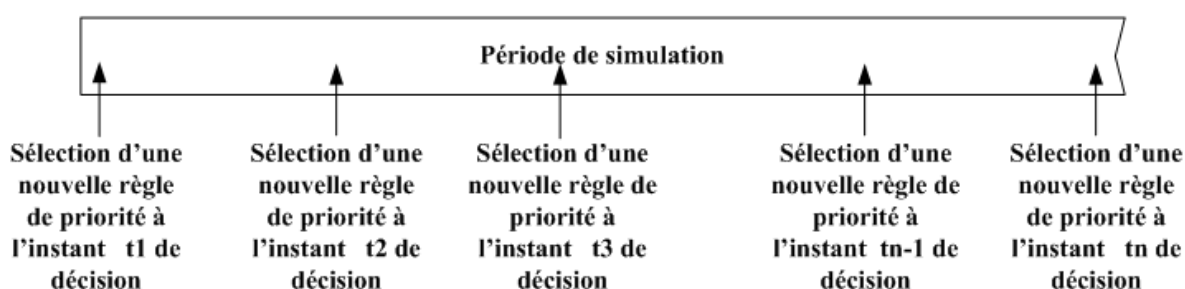 Période de simulation
Sélection d’une
nouvelle règle
de priorité à
l’instant t1 de
décision
Sélection d’une
nouvelle règle
de priorité à
l’instant t2 de
décision
Sélection d’une
nouvelle règle de
priorité à
l’instant t3 de
décision
Sélection d’une
nouvelle règle de
priorité à
l’instant tn-1 de
décision
Sélection d’une
nouvelle règle
de priorité à
l’instant tn de
décision